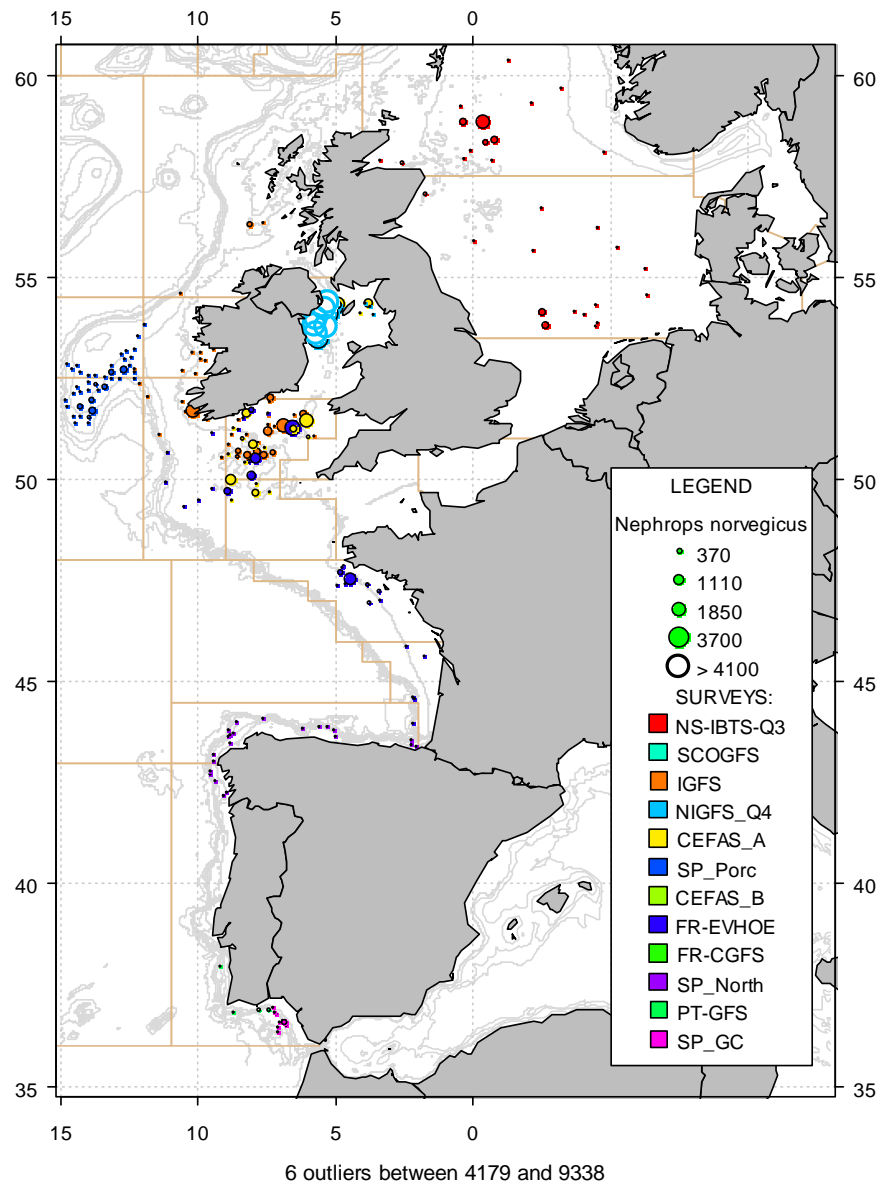 15 10 5 0
60 60
55 55
50 50
45 45
40 40
35 35
LEGEND
Nephrops norvegicus
370
1110
1850
3700
> 4100
SURVEYS:
NS-IBTS-Q3
SCOGFS
IGFS
NIGFS_Q4
CEFAS_A
SP_Porc
CEFAS_B
FR-EVHOE
FR-CGFS
SP_North
PT-GFS
SP_GC
15 10 5 0
6 outliers between 4179 and 9338